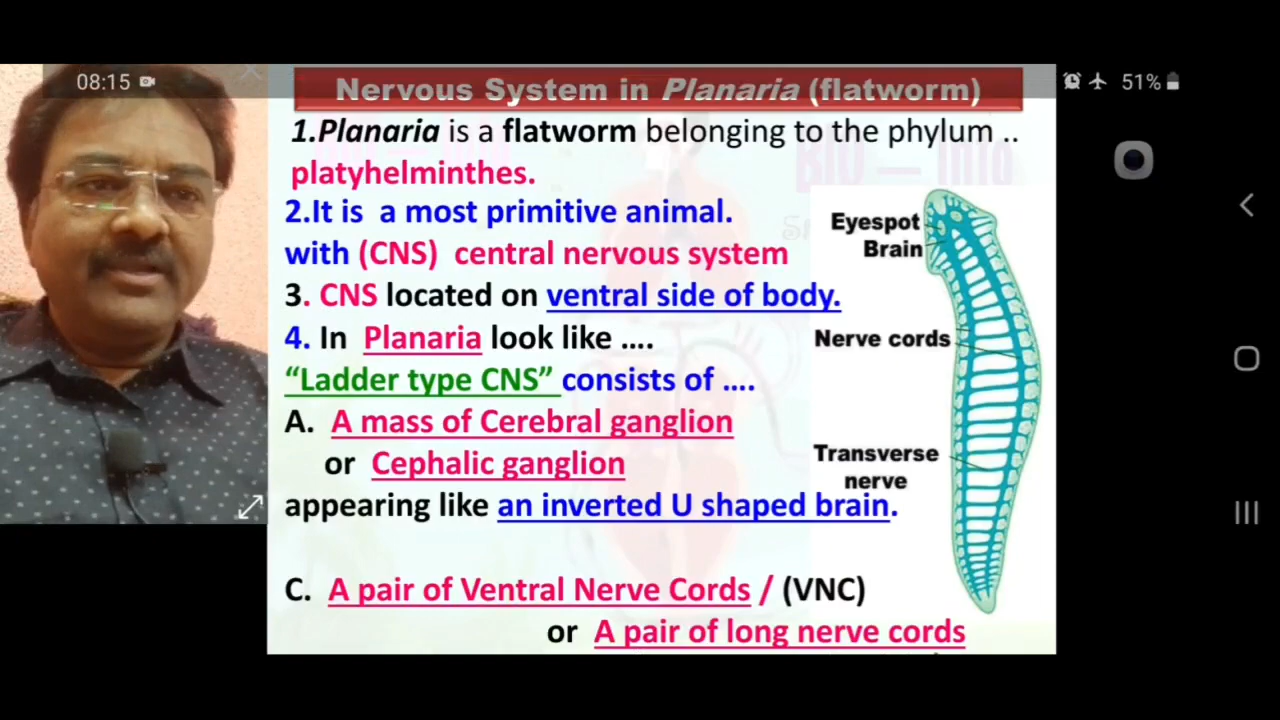 08:15
51%
Nervous System in Planaria (flatworm)
1.Planaria is a flatworm belonging to the phylum ..
platyhelminthes.
2.It is a most primitive animal.
with (CNS) central nervous system
3. CNS located on ventral side of body.
4. In Planaria look like ....
“Ladder type CNS” consists of ....
A. A mass of Cerebral ganglion
or Cephalic ganglion
appearing like an inverted U shaped brain.
C. A pair of Ventral Nerve Cords / (VNC)
or A pair of long nerve cords
Eyespot
Brain
Nerve cords
Transverse
nerve